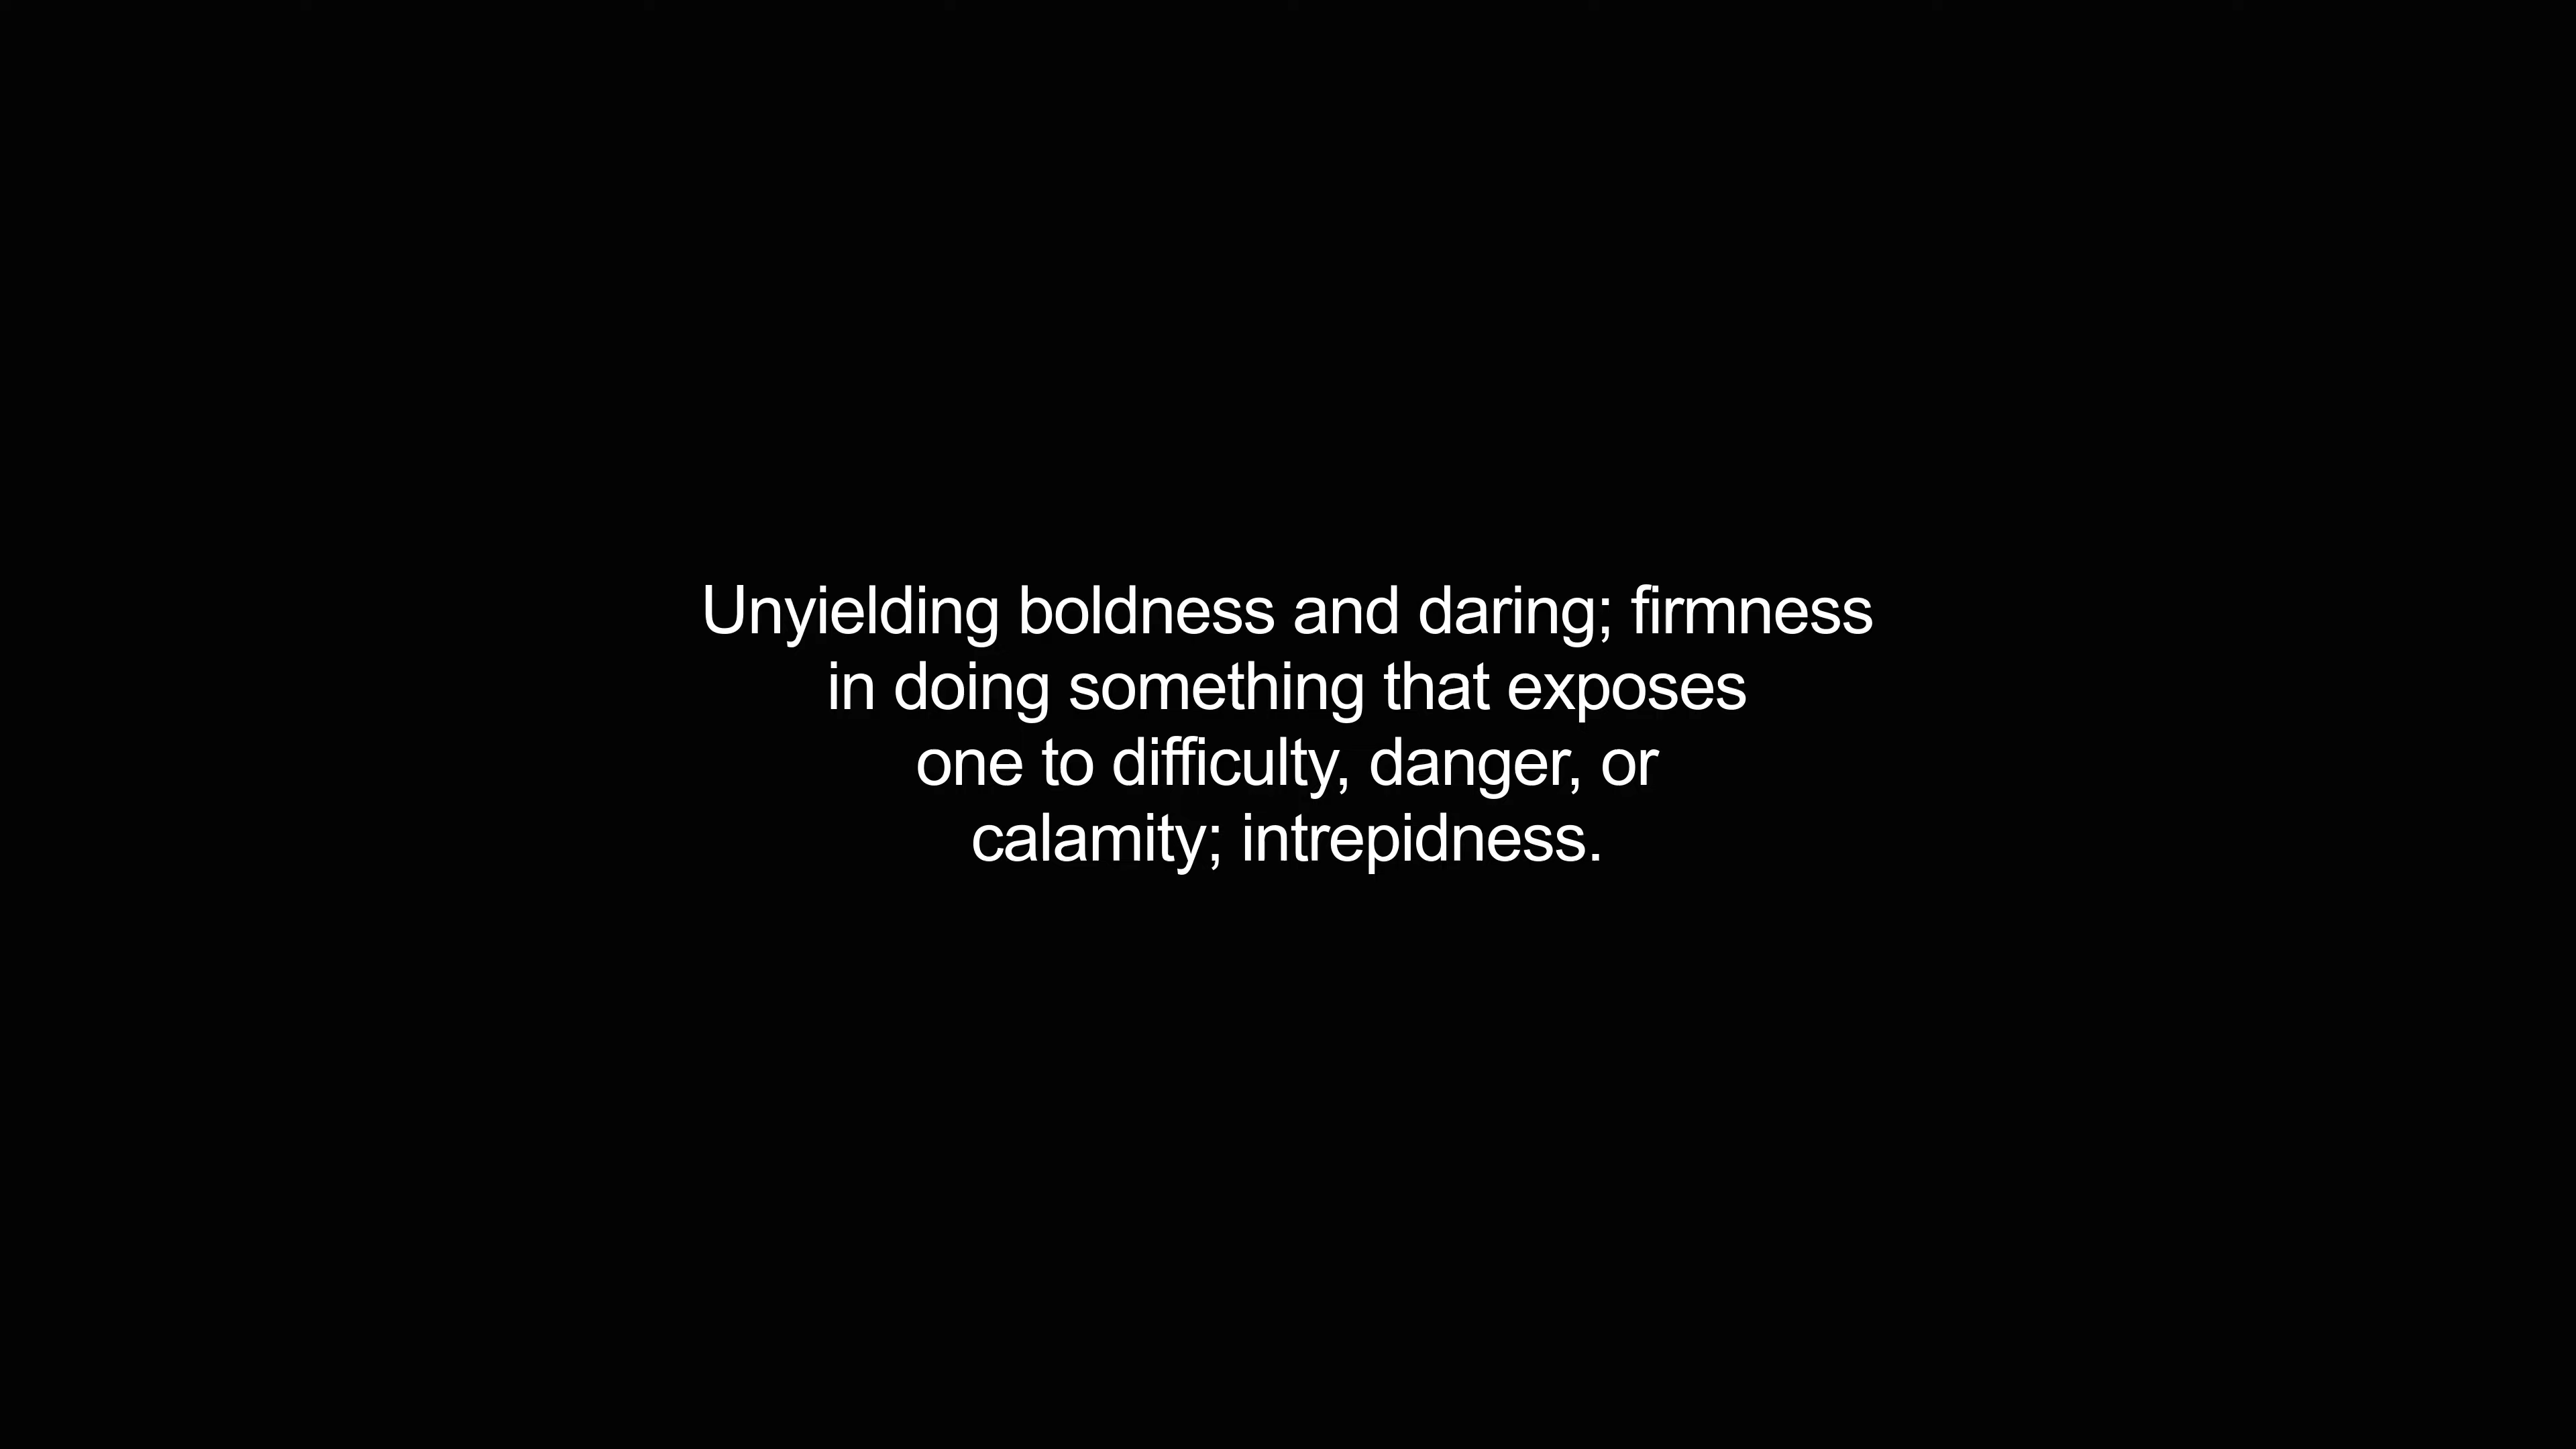 Unyielding boldness and daring; firmness
in doing something that exposes
one to difficulty, danger, or
calamity; intrepidness.